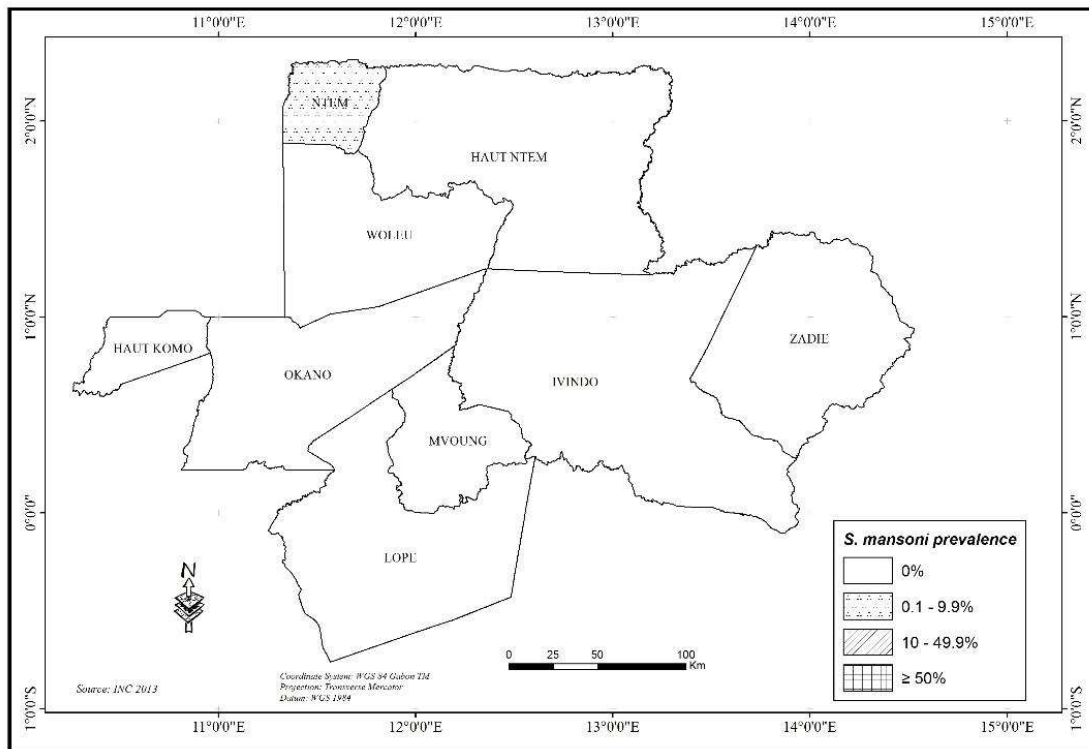 11°0'0"E 12°0'0"E 13°0'0"E 14°0'0"E 15°0'0"E
2°0'0"N
1°0'0"N
0°0'0"
1°0'0"S
2°0'0"N
1°0'0"N
0°0'0"
1°0'0"S
NTEM
HAUT NTEM
WOLEU
HAUT KOMO
OKANO
IVINDO
ZADIE
MVOUNG
LOPE
N
S. mansoni prevalence
0%
0.1 - 9.9%
10 - 49.9%
≥ 50%
0 25 50 100
Km
Source: INC 2013
Coordinate System: WGS 84 Gabon TM
Projection: Transverse Mercator
Datum: WGS 1984
11°0'0"E 12°0'0"E 13°0'0"E 14°0'0"E 15°0'0"E